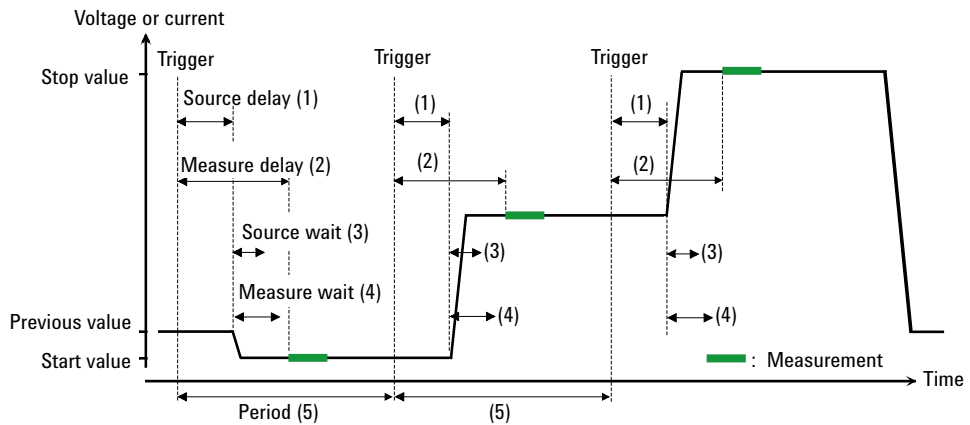 Voltage or current
Trigger Trigger Trigger
Stop value
Source delay (1) (1) (1)
Measure delay (2) (2) (2)
Source wait (3) (3) (3)
Measure wait (4) (4) (4)
Previous value
Start value
: Measurement
Time
Period (5) (5)